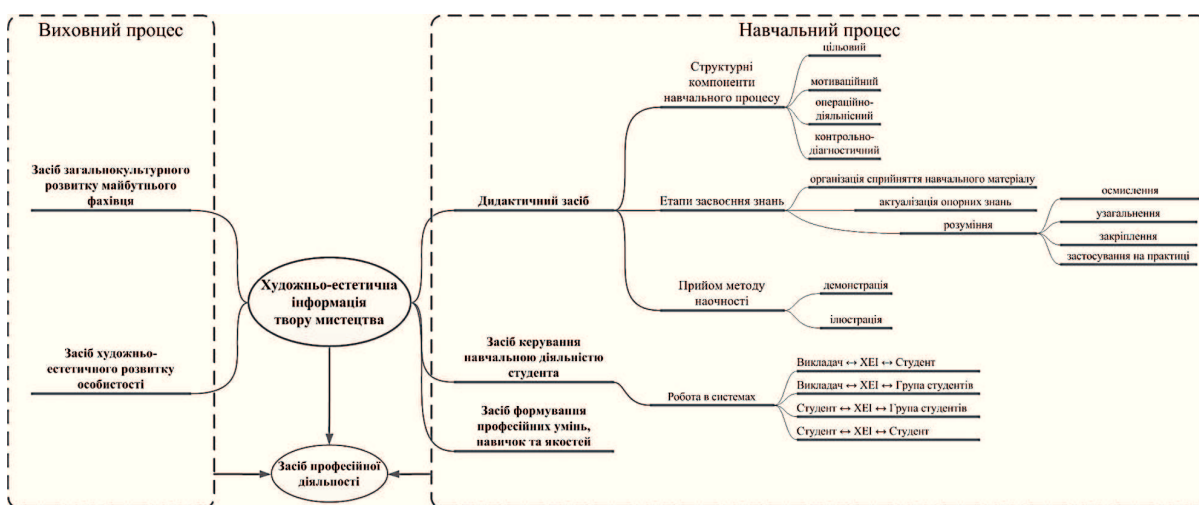 Виховний процес
Засіб загальнокультурного
розвитку майбутнього
фахівця
Засіб художньо-
естетичного розвитку
особистості
Художньо-естетична
інформація
твору мистецтва
Засіб професійної
діяльності
Навчальний процес
Дидактичний засіб
Структурні
компоненти
навчального процесу
цільовий
мотиваційний
операційно-
діяльнісний
контрольно-
діагностичний
Етапи засвоєння знань
організація сприйняття навчального матеріалу
актуалізація опорних знань
розуміння
осмислення
узагальнення
закріплення
застосування на практиці
Прийом методу
наочності
демонстрація
ілюстрація
Засіб керування
навчальною діяльністю
студента
Робота в системах
Викладач ↔ ХЕІ ↔ Студент
Викладач ↔ ХЕІ ↔ Група студентів
Студент ↔ ХЕІ ↔ Група студентів
Студент ↔ ХЕІ ↔ Студент
Засіб формування
професійних умінь,
навичок та якостей